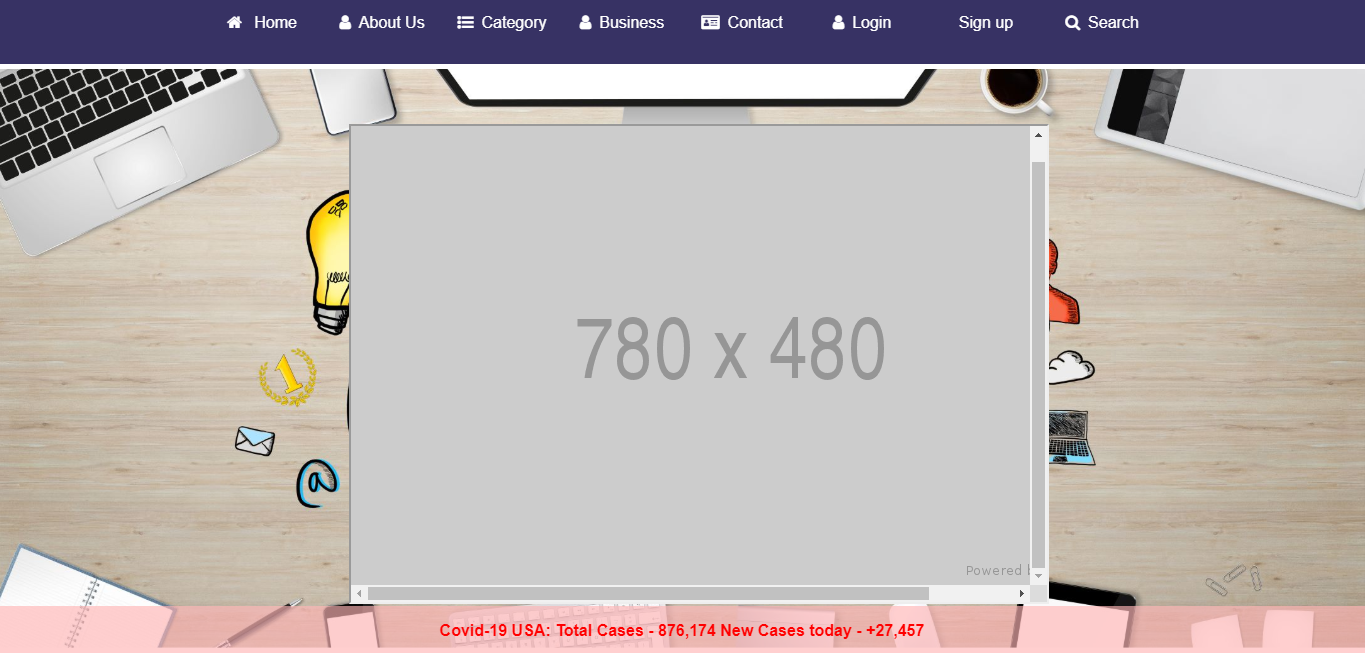 Home About Us Category Business Contact Login Sign up Search
780 x 480
Powered
Covid-19 USA: Total Cases - 876,174 New Cases today - +27,457